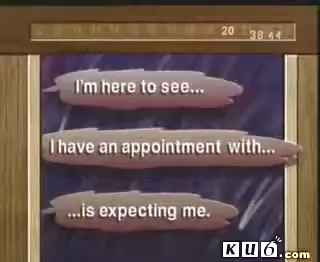 20 38 44
I'm here to see...
I have an appointment with...
...is expecting me.
KU6.com